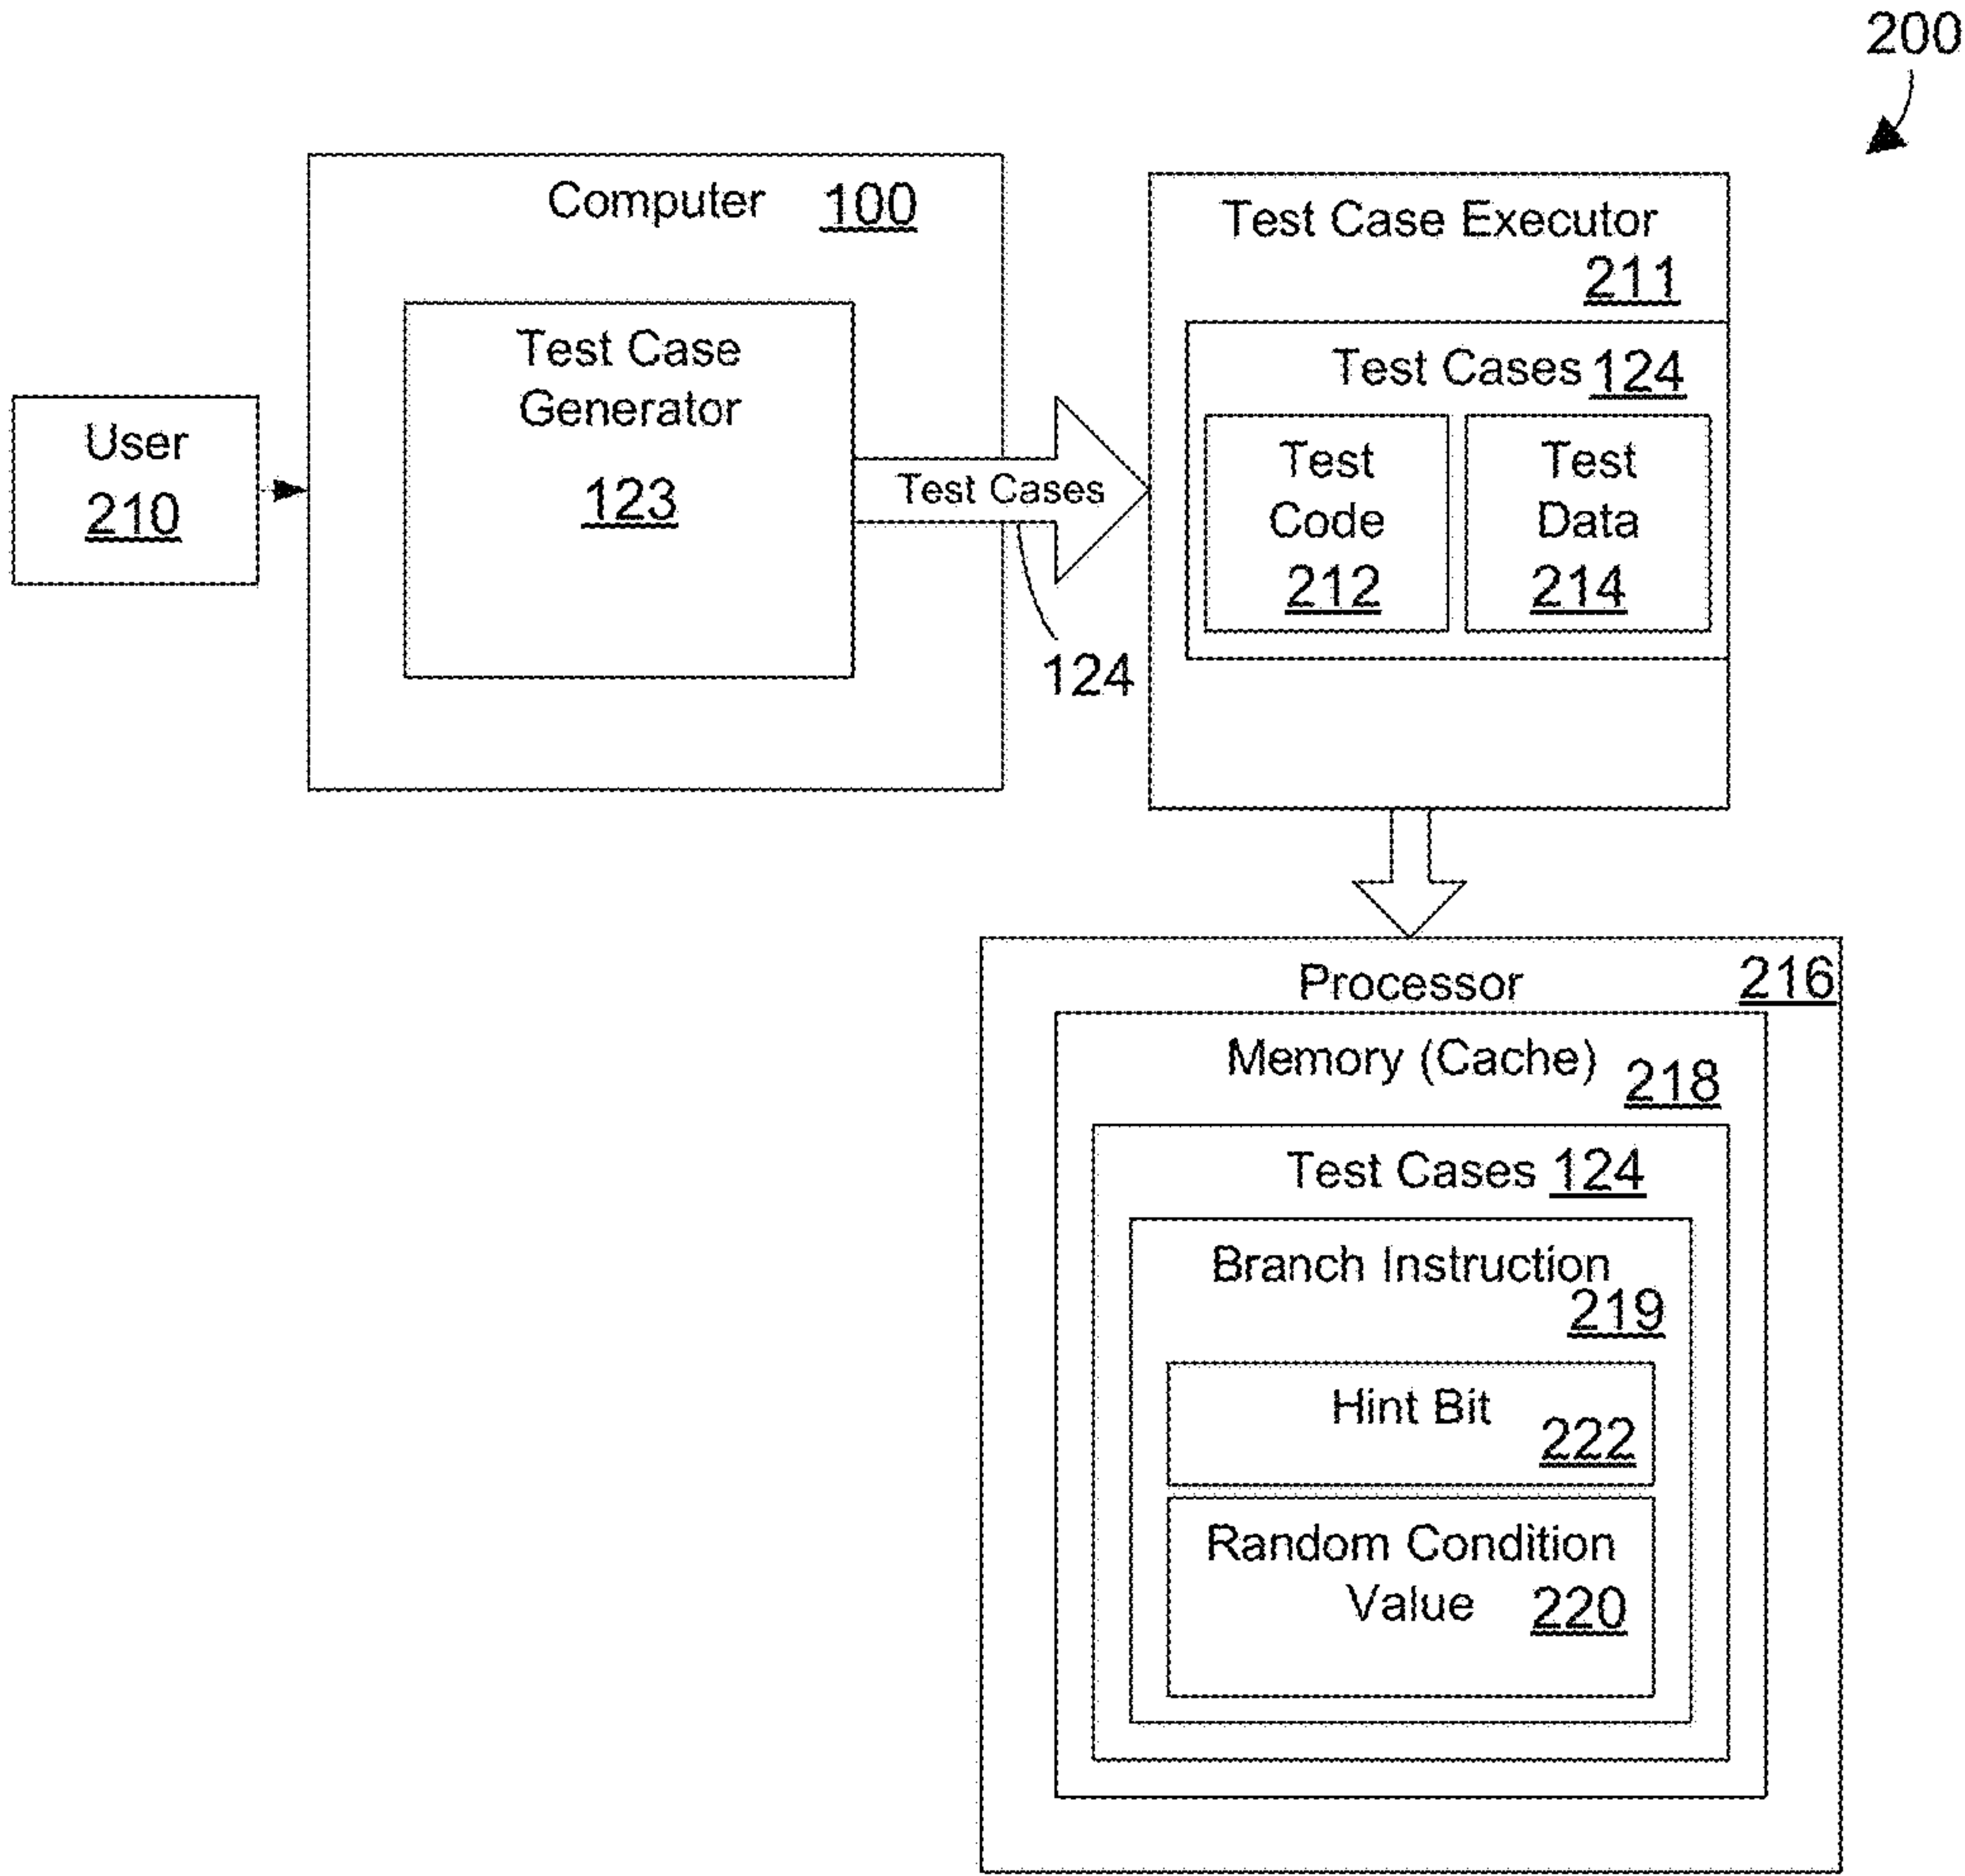 200
Computer 100
Test Case
Generator
123
User
210
Test Cases
124
Test Case Executor
211
Test Cases 124
Test
Code
212
Test
Data
214
Processor 216
Memory (Cache) 218
Test Cases 124
Branch Instruction
219
Hint Bit 222
Random Condition
Value 220